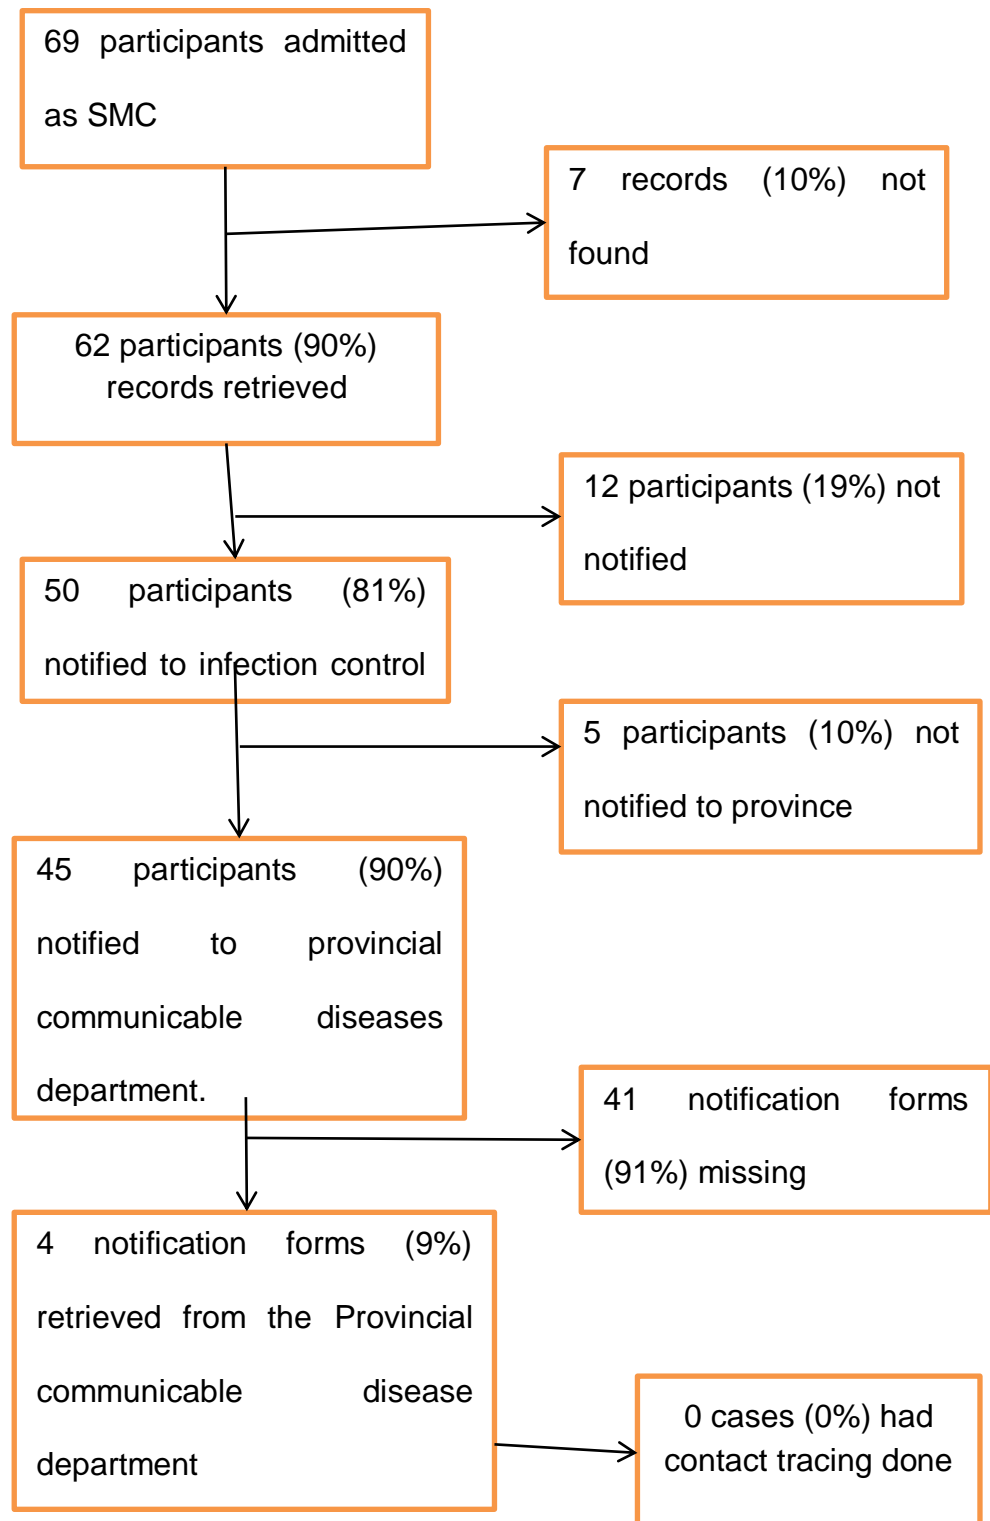 69 participants admitted
as SMC
7 records (10%) not
found
62 participants (90%)
records retrieved
12 participants (19%) not
notified
50 participants (81%)
notified to infection control
5 participants (10%) not
notified to province
45 participants (90%)
notified to provincial
communicable diseases
department.
41 notification forms
(91%) missing
4 notification forms (9%)
retrieved from the Provincial
communicable disease
department
0 cases (0%) had
contact tracing done